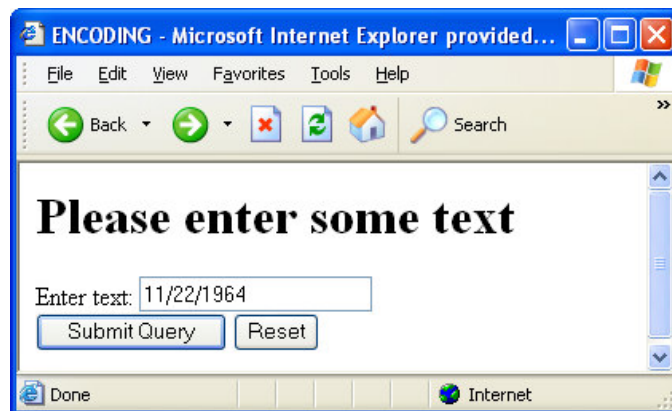 ENCODING - Microsoft Internet Explorer provided...
File Edit View Favorites Tools Help
Back Search »
Please enter some text
Enter text: 11/22/1964
Submit Query Reset
Done Internet